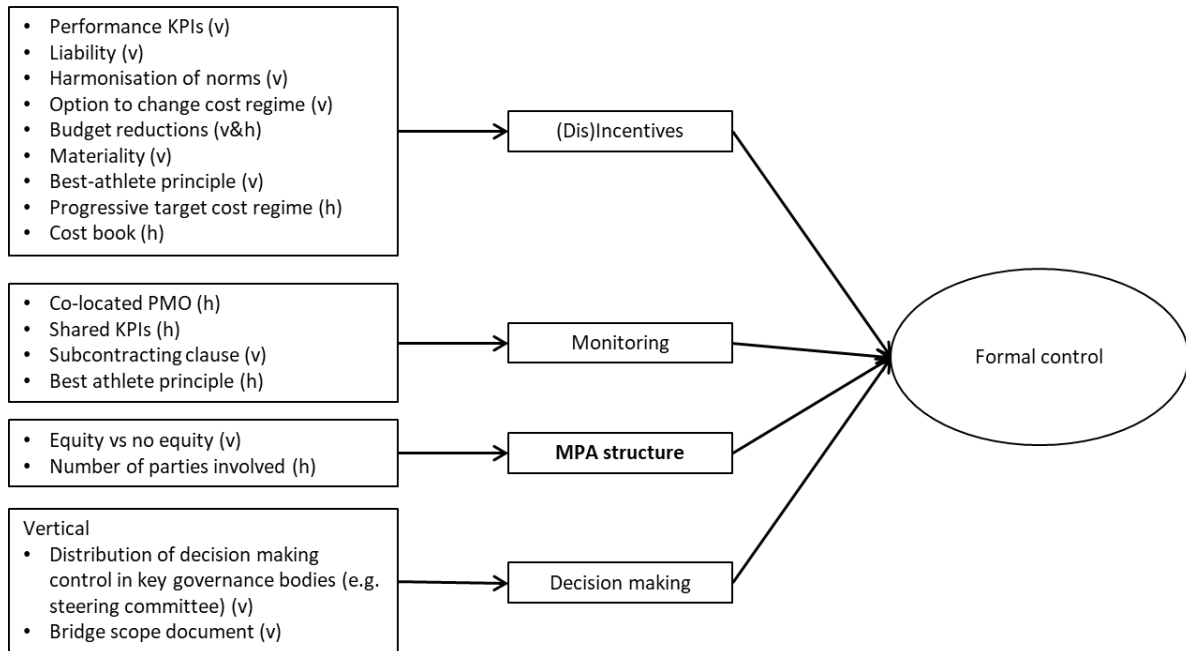 • Performance KPIs (v)
• Liability (v)
• Harmonisation of norms (v)
• Option to change cost regime (v)
• Budget reductions (v&h)
• Materiality (v)
• Best-athlete principle (v)
• Progressive target cost regime (h)
• Cost book (h)
(Dis)Incentives
• Co-located PMO (h)
• Shared KPIs (h)
• Subcontracting clause (v)
• Best athlete principle (h)
Monitoring
Formal control
• Equity vs no equity (v)
• Number of parties involved (h)
MPA structure
Vertical
• Distribution of decision making
control in key governance bodies (e.g.
steering committee) (v)
• Bridge scope document (v)
Decision making